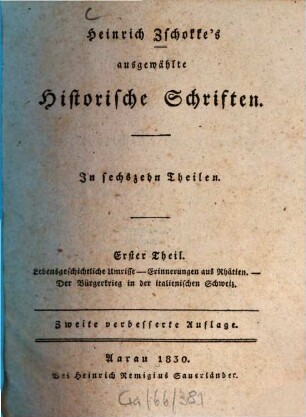 Heinrich Zschokke's
ausgewählte
Historische Schriften.
In sechszehn Theilen.
Erster Theil.
Lebensgeschichtliche Umrisse — Erinnerungen aus Rhätien. —
Der Bürgerkrieg in der italienischen Schweiz.
Zweite verbesserte Auflage.
Aarau 1830.
Bei Heinrich Remigius Sauerländer.